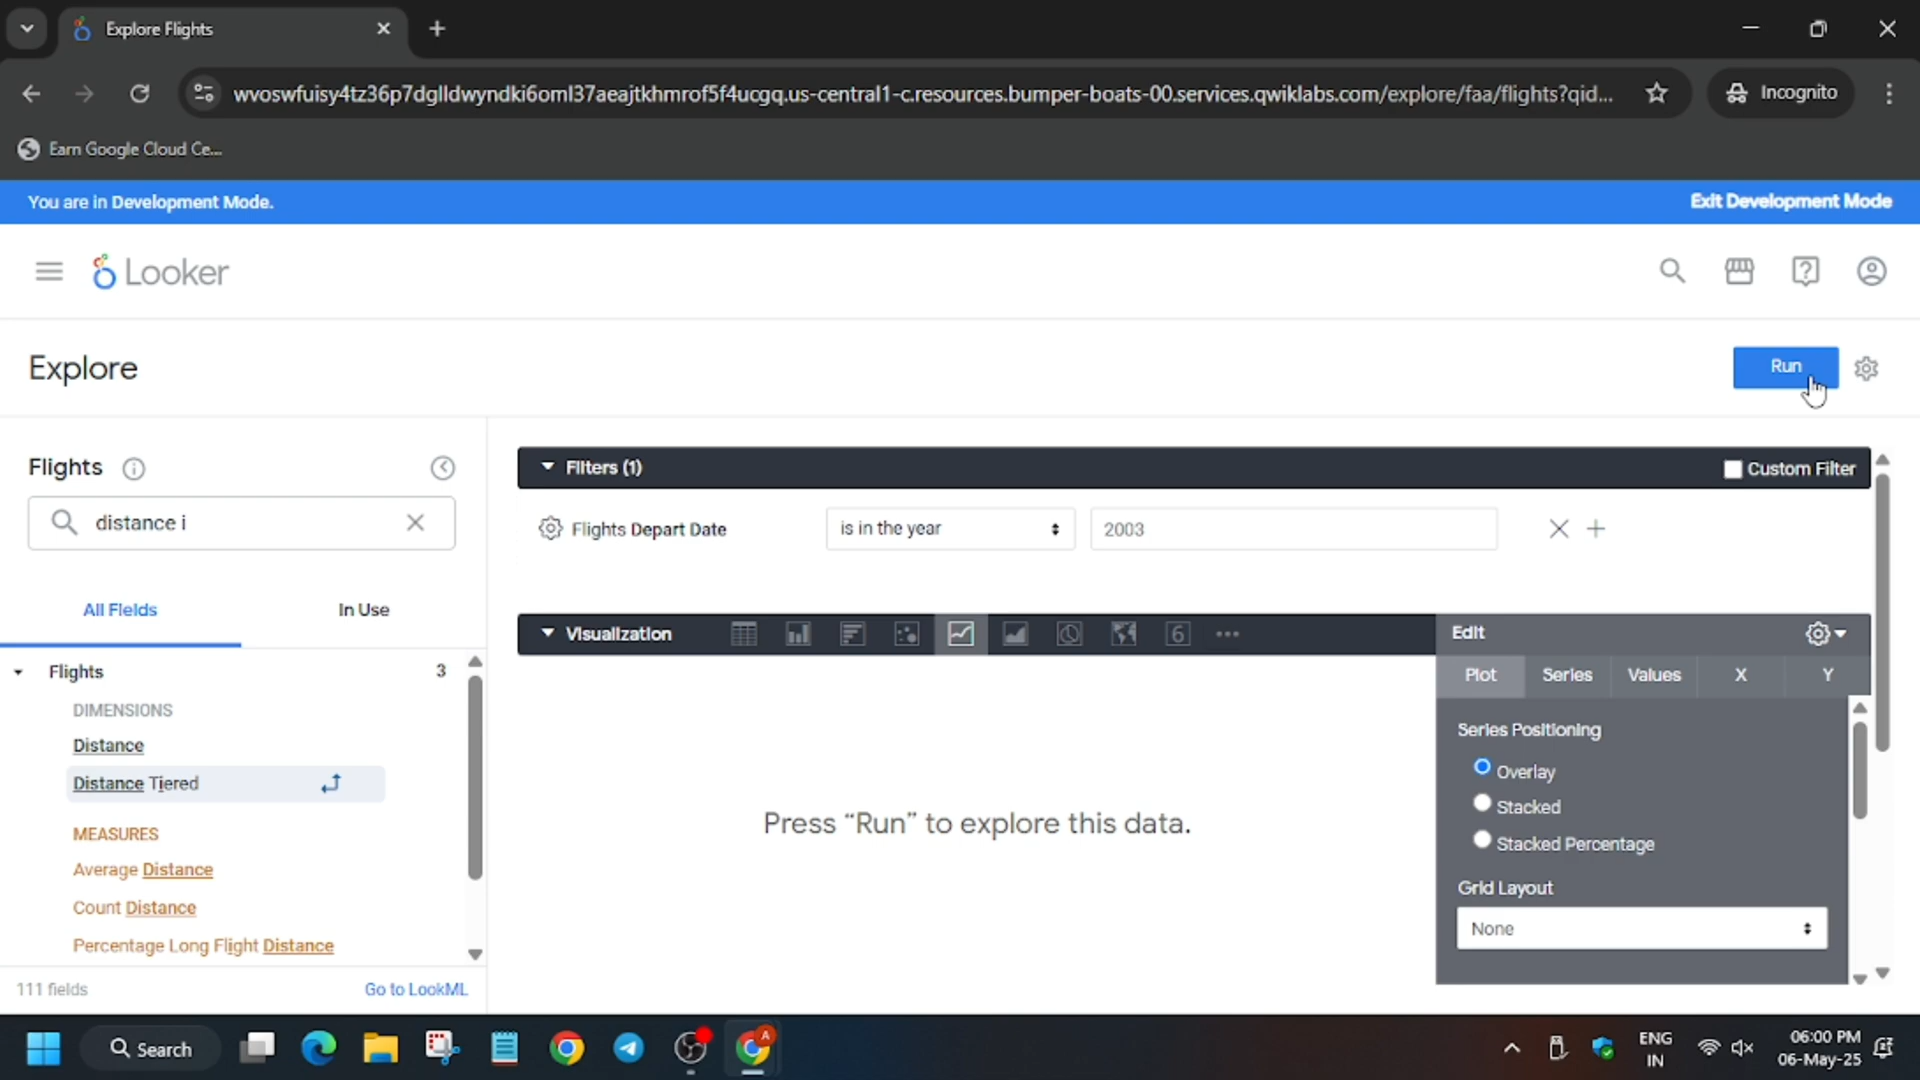 Explore Flights
wvoswfuisy4tz36p7dglldwyndki6oml37aeajtkhmrof5f4ucgq.us-central1-c.resources.bumper-boats-00.services.qwiklabs.com/explore/faa/flights?qid...
Incognito
Earn Google Cloud Ce...
You are in Development Mode.
Exit Development Mode
Looker
Explore
Run
Flights
distance i
All Fields
In Use
Flights
3
DIMENSIONS
Distance
Distance Tiered
MEASURES
Average Distance
Count Distance
Percentage Long Flight Distance
111 fields
Go to LookML
Filters (1)
Custom Filter
Flights Depart Date
is in the year
2003
Visualization
6
Edit
Plot
Series
Values
X
Y
Press “Run” to explore this data.
Series Positioning
Overlay
Stacked
Stacked Percentage
Grid Layout
None
Search
A
ENG
IN
06:00 PM
06-May-25